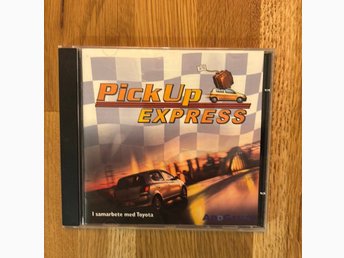 PickUp
EXPRESS
I samarbete med Toyota